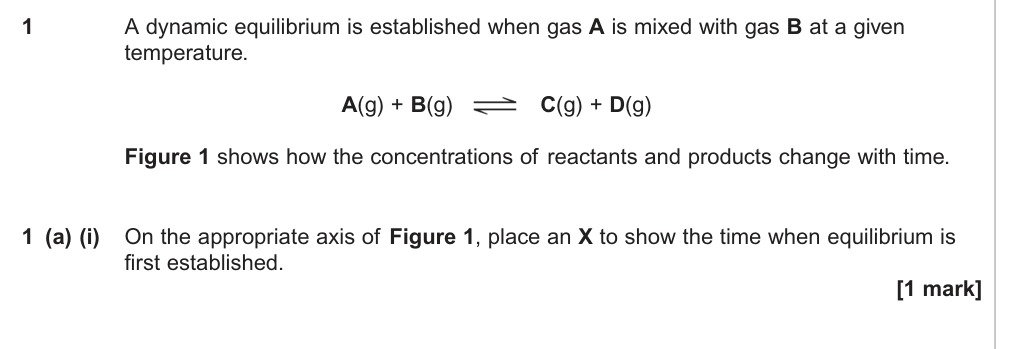 1 A dynamic equilibrium is established when gas A is mixed with gas B at a given
temperature.
A(g) + B(g) ⇌ C(g) + D(g)
Figure 1 shows how the concentrations of reactants and products change with time.
1 (a) (i) On the appropriate axis of Figure 1, place an X to show the time when equilibrium is
first established.
[1 mark]